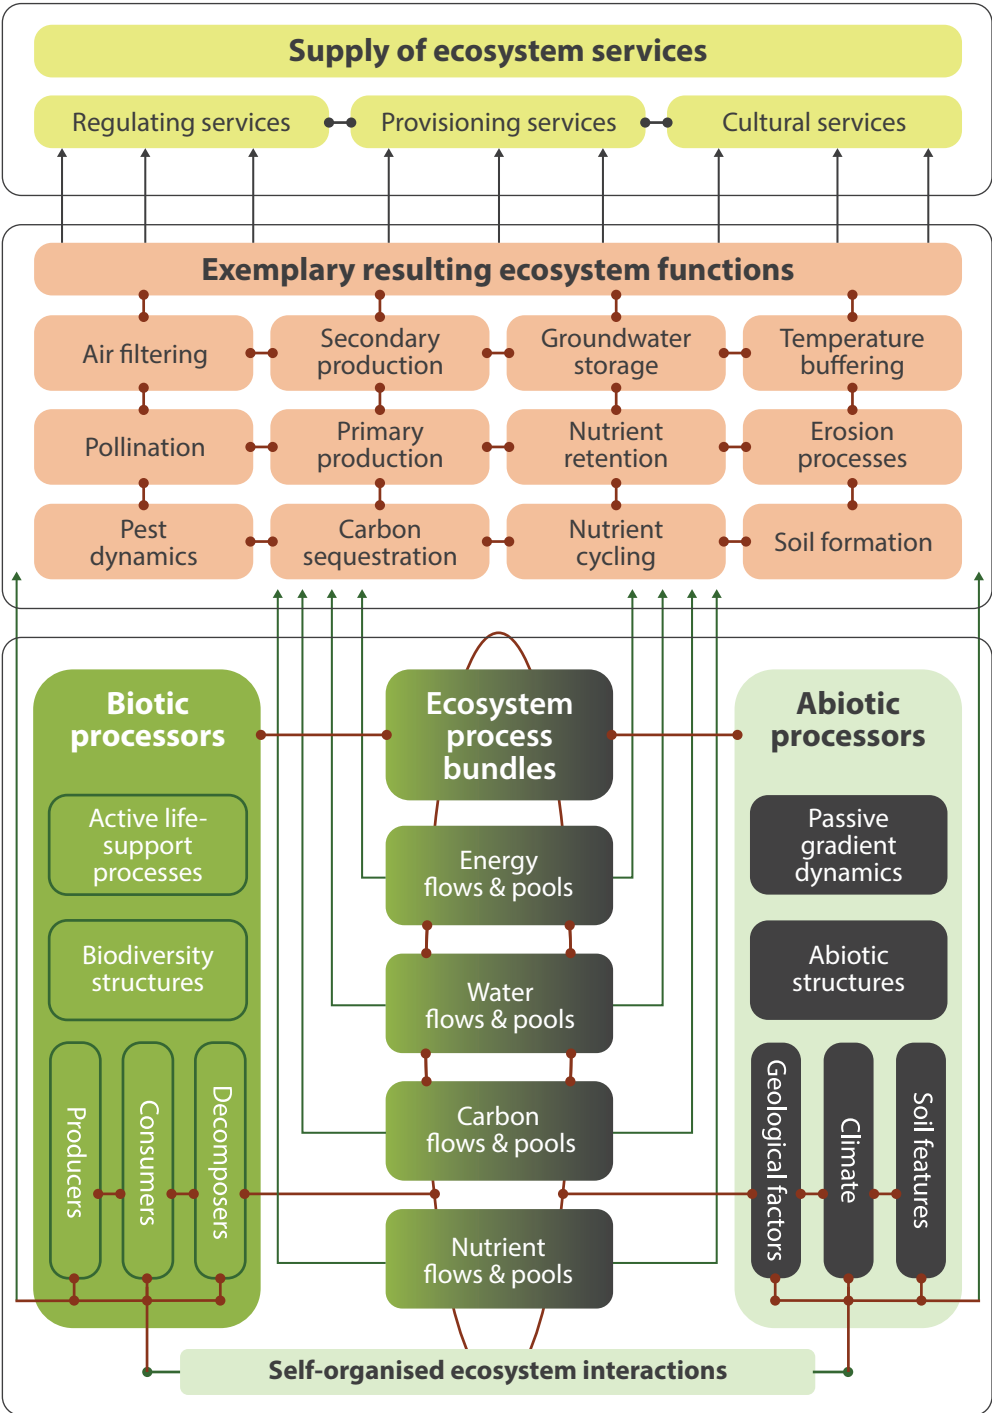 Supply of ecosystem services
Regulating services
Provisioning services
Cultural services
Exemplary resulting ecosystem functions
Air filtering
Secondary
production
Groundwater
storage
Temperature
buffering
Pollination
Primary
production
Nutrient
retention
Erosion
processes
Pest
dynamics
Carbon
sequestration
Nutrient
cycling
Soil formation
Biotic
processors
Active life-
support
processes
Biodiversity
structures
Producers
Consumers
Decomposers
Ecosystem
process
bundles
Energy
flows & pools
Water
flows & pools
Carbon
flows & pools
Nutrient
flows & pools
Abiotic
processors
Passive
gradient
dynamics
Abiotic
structures
Geological factors
Climate
Soil features
Self-organised ecosystem interactions